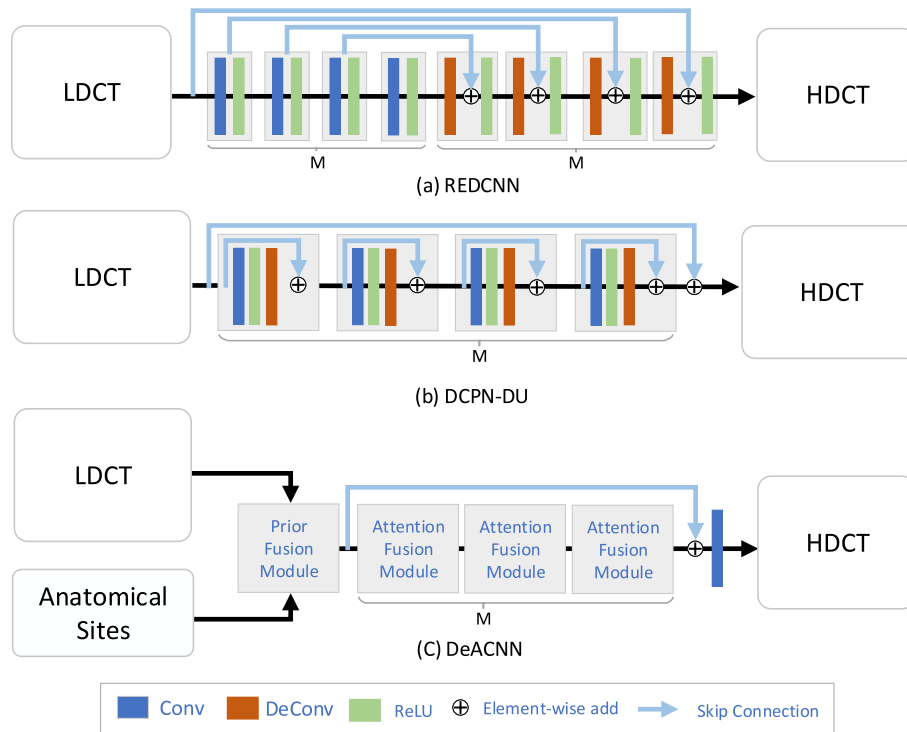 LDCT
HDCT
M
M
(a) REDCNN
LDCT
HDCT
M
(b) DCPN-DU
LDCT
Prior
Fusion
Module
Attention
Fusion
Module
Attention
Fusion
Module
Attention
Fusion
Module
HDCT
Anatomical
Sites
M
(C) DeACNN
Conv
DeConv
ReLU
Element-wise add
Skip Connection